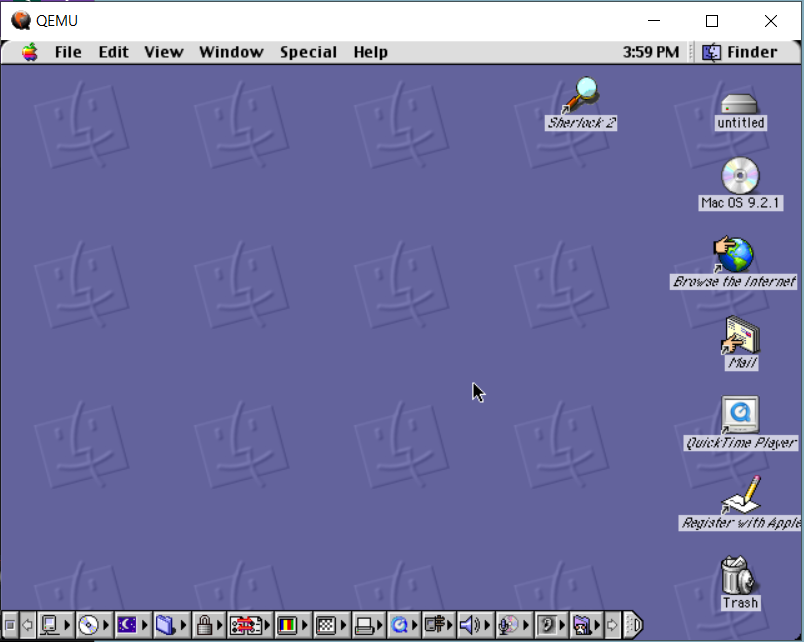 QEMU
File Edit View Window Special Help 3:59 PM Finder
Sherlock 2
untitled
Mac OS 9.2.1
Browse the Internet
Mail
QuickTime Player
Register with Apple
Trash